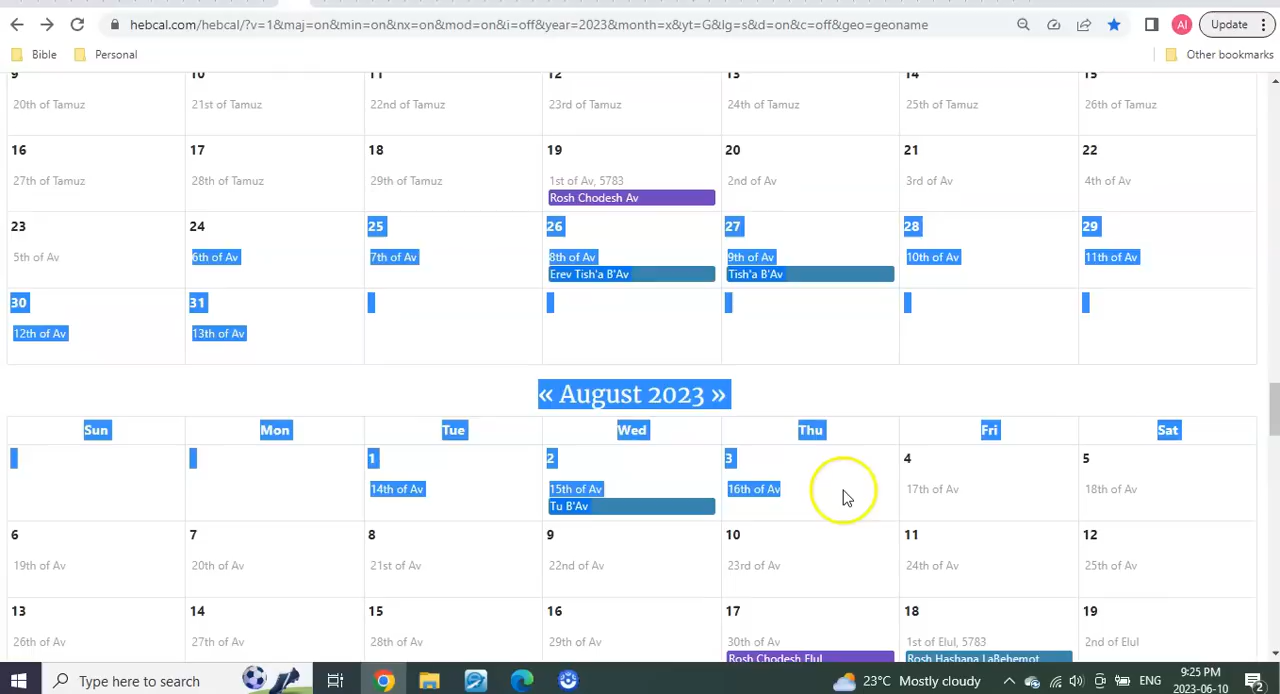 hebcal.com/hebcal/?v=1&maj=on&min=on&nx=on&mod=on&i=off&year=2023&month=x&yt=G&lg=s&d=on&c=off&geo=geoname
AI
Update
Bible
Personal
Other bookmarks
9 10 11 12 13 14 15
20th of Tamuz 21st of Tamuz 22nd of Tamuz 23rd of Tamuz 24th of Tamuz 25th of Tamuz 26th of Tamuz
16 17 18 19 20 21 22
27th of Tamuz 28th of Tamuz 29th of Tamuz 1st of Av, 5783 2nd of Av 3rd of Av 4th of Av
Rosh Chodesh Av
23 24 25 26 27 28 29
5th of Av 6th of Av 7th of Av 8th of Av 9th of Av 10th of Av 11th of Av
Erev Tish'a B'Av Tish'a B'Av
30 31
12th of Av 13th of Av
« August 2023 »
Sun Mon Tue Wed Thu Fri Sat
1 2 3 4 5
14th of Av 15th of Av 16th of Av 17th of Av 18th of Av
Tu B'Av
6 7 8 9 10 11 12
19th of Av 20th of Av 21st of Av 22nd of Av 23rd of Av 24th of Av 25th of Av
13 14 15 16 17 18 19
26th of Av 27th of Av 28th of Av 29th of Av 30th of Av 1st of Elul, 5783 2nd of Elul
Rosh Chodesh Elul Rosh Hashana LaBehemot
Type here to search
23°C Mostly cloudy
ENG
9:25 PM
2023-06-10
2